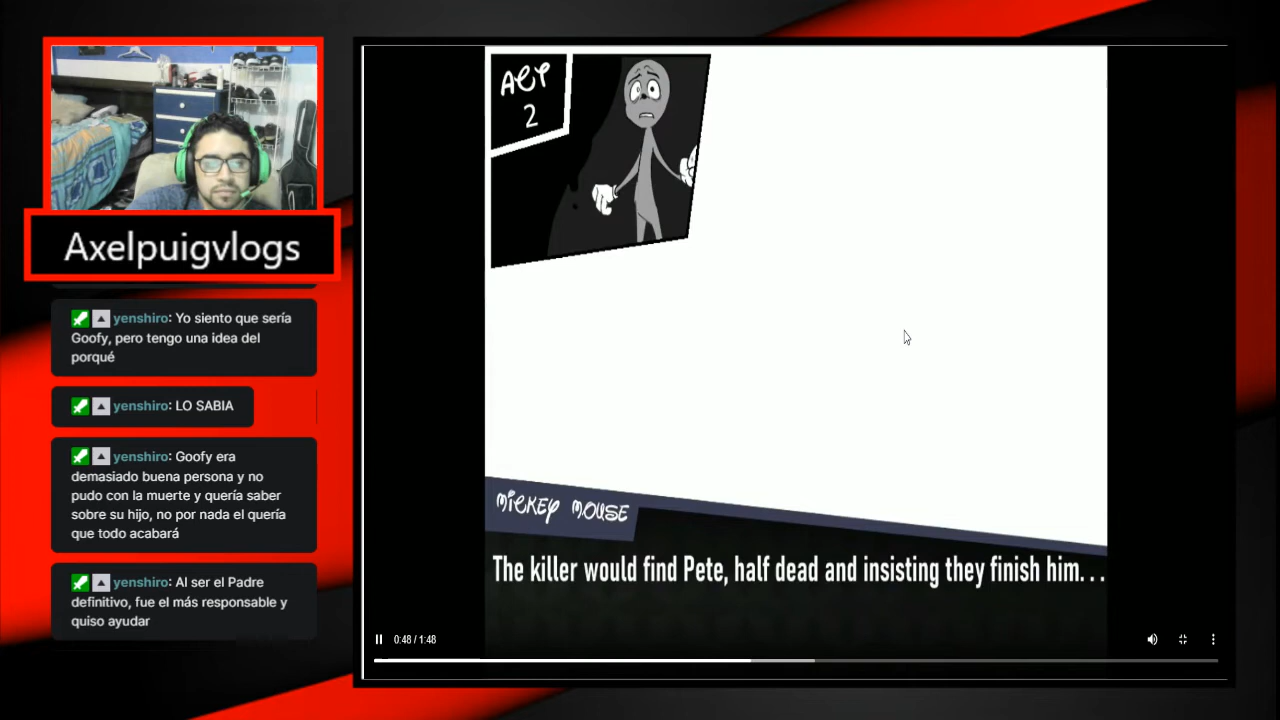 Axelpuigvlogs
yenshiro: Yo siento que sería
Goofy, pero tengo una idea del
porqué
yenshiro: LO SABIA
yenshiro: Goofy era
demasiado buena persona y no
pudo con la muerte y quería saber
sobre su hijo, no por nada el quería
que todo acabará
yenshiro: Al ser el Padre
definitivo, fue el más responsable y
quiso ayudar
ACT
2
MICKEY MOUSE
The killer would find Pete, half dead and insisting they finish him. . .
0:48 / 1:48